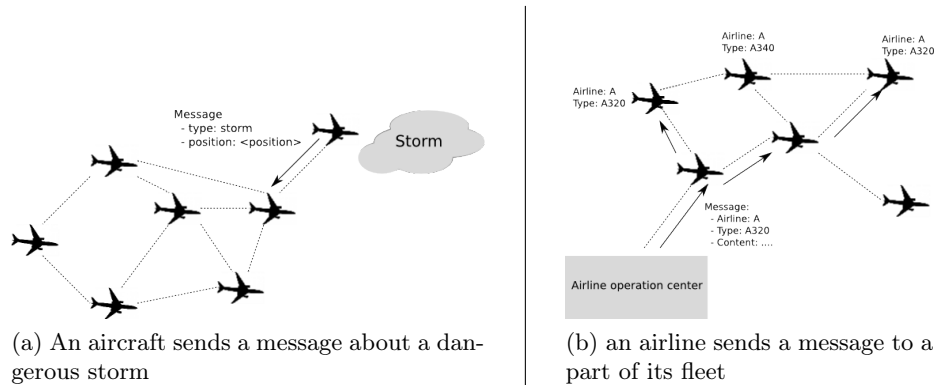 Message
- type: storm
- position: <position>
Storm
(a) An aircraft sends a message about a dan-
gerous storm
Airline: A
Type: A340
Airline: A
Type: A320
Airline: A
Type: A320
Message:
- Airline: A
- Type: A320
- Content: ....
Airline operation center
(b) an airline sends a message to a
part of its fleet